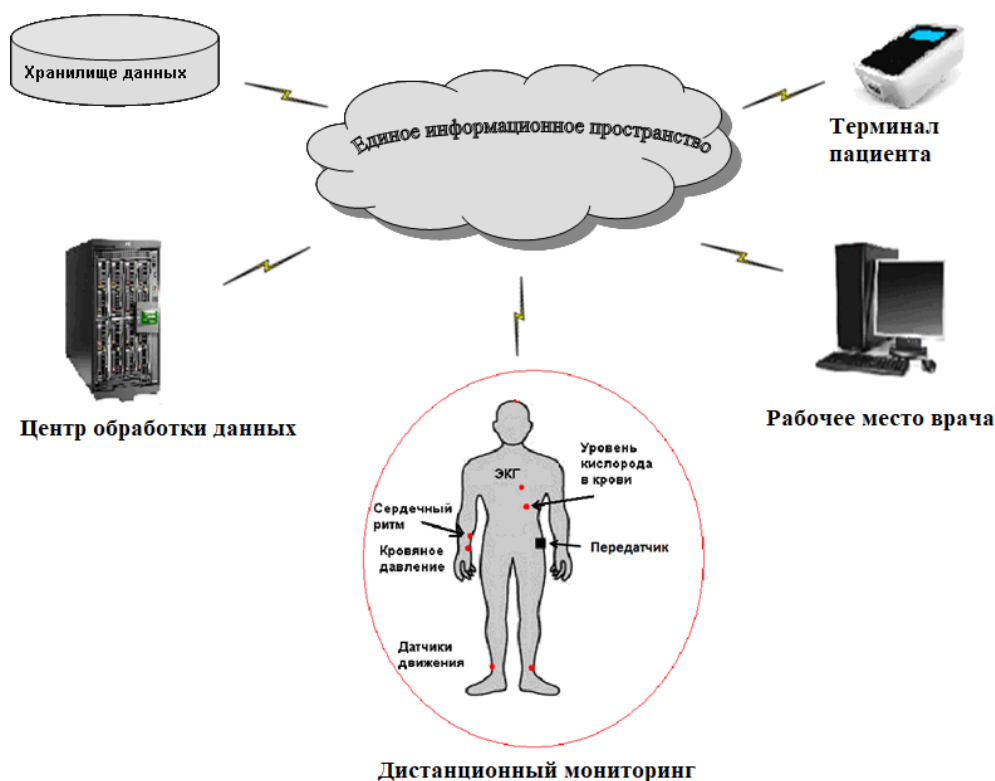 Хранилище данных
Единое информационное пространство
Терминал
пациента
Центр обработки данных
Рабочее место врача
ЭКГ
Уровень
кислорода
в крови
Сердечный
ритм
Кровяное
давление
Передатчик
Датчики
движения
Дистанционный мониторинг